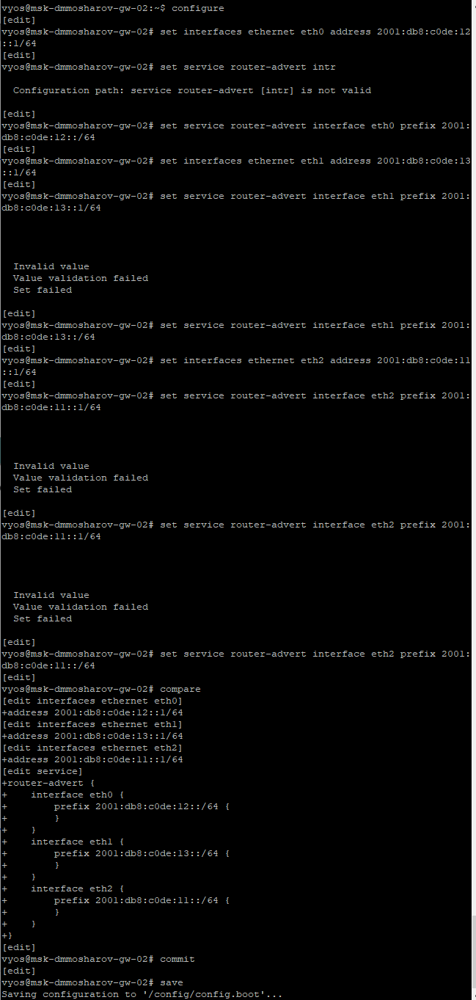 vyos@msk-dmmosharov-gw-02:~$ configure
[edit]
vyos@msk-dmmosharov-gw-02# set interfaces ethernet eth0 address 2001:db8:c0de:12
::1/64
[edit]
vyos@msk-dmmosharov-gw-02# set service router-advert intr

  Configuration path: service router-advert [intr] is not valid

[edit]
vyos@msk-dmmosharov-gw-02# set service router-advert interface eth0 prefix 2001:
db8:c0de:12::/64
[edit]
vyos@msk-dmmosharov-gw-02# set interfaces ethernet eth1 address 2001:db8:c0de:13
::1/64
[edit]
vyos@msk-dmmosharov-gw-02# set service router-advert interface eth1 prefix 2001:
db8:c0de:13::1/64

  Invalid value
  Value validation failed
  Set failed

[edit]
vyos@msk-dmmosharov-gw-02# set service router-advert interface eth1 prefix 2001:
db8:c0de:13::/64
[edit]
vyos@msk-dmmosharov-gw-02# set interfaces ethernet eth2 address 2001:db8:c0de:11
::1/64
[edit]
vyos@msk-dmmosharov-gw-02# set service router-advert interface eth2 prefix 2001:
db8:c0de:11::1/64

  Invalid value
  Value validation failed
  Set failed

[edit]
vyos@msk-dmmosharov-gw-02# set service router-advert interface eth2 prefix 2001:
db8:c0de:11::1/64

  Invalid value
  Value validation failed
  Set failed

[edit]
vyos@msk-dmmosharov-gw-02# set service router-advert interface eth2 prefix 2001:
db8:c0de:11::/64
[edit]
vyos@msk-dmmosharov-gw-02# compare
[edit interfaces ethernet eth0]
+address 2001:db8:c0de:12::1/64
[edit interfaces ethernet eth1]
+address 2001:db8:c0de:13::1/64
[edit interfaces ethernet eth2]
+address 2001:db8:c0de:11::1/64
[edit service]
+router-advert {
+    interface eth0 {
+        prefix 2001:db8:c0de:12::/64 {
+        }
+    }
+    interface eth1 {
+        prefix 2001:db8:c0de:13::/64 {
+        }
+    }
+    interface eth2 {
+        prefix 2001:db8:c0de:11::/64 {
+        }
+    }
+}
[edit]
vyos@msk-dmmosharov-gw-02# commit
[edit]
vyos@msk-dmmosharov-gw-02# save
Saving configuration to '/config/config.boot'...